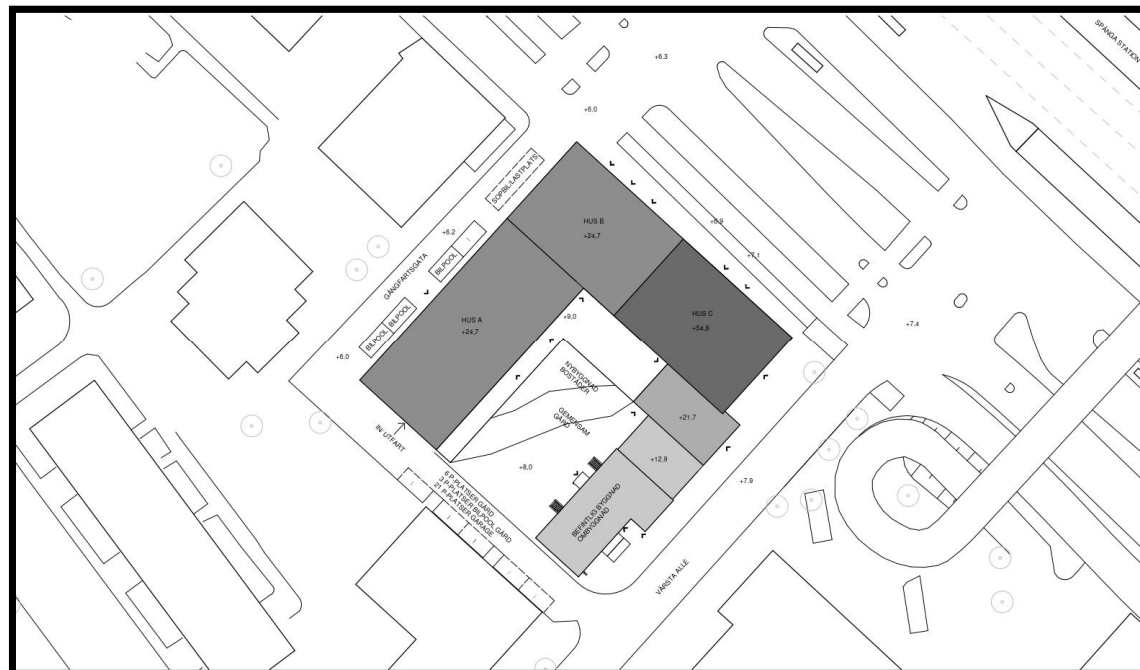 SPÅNGA STATION
+6.3
+6.0
SOPBIL/LASTPLATS
HUS B
+24,7
+6.9
+6.2
BILPOOL
+7.1
GÅNGFARTSGATA
HUS C
+54,8
BILPOOL
BILPOOL
HUS A
+24,7
+9,0
+7.4
+6.0
NYBYGGNAD
BOSTÄDER
GEMENSAM
GÅRD
+21,7
IN/ UTFART
+12,9
+8,0
+7.9
6 P-PLATSER GÅRD
3 P-PLATSER BILPOOL GÅRD
21 P-PLATSER GARAGE
BEFINTLIG BYGGNAD
OMBYGGNAD
VÅRSTA ALLÉ